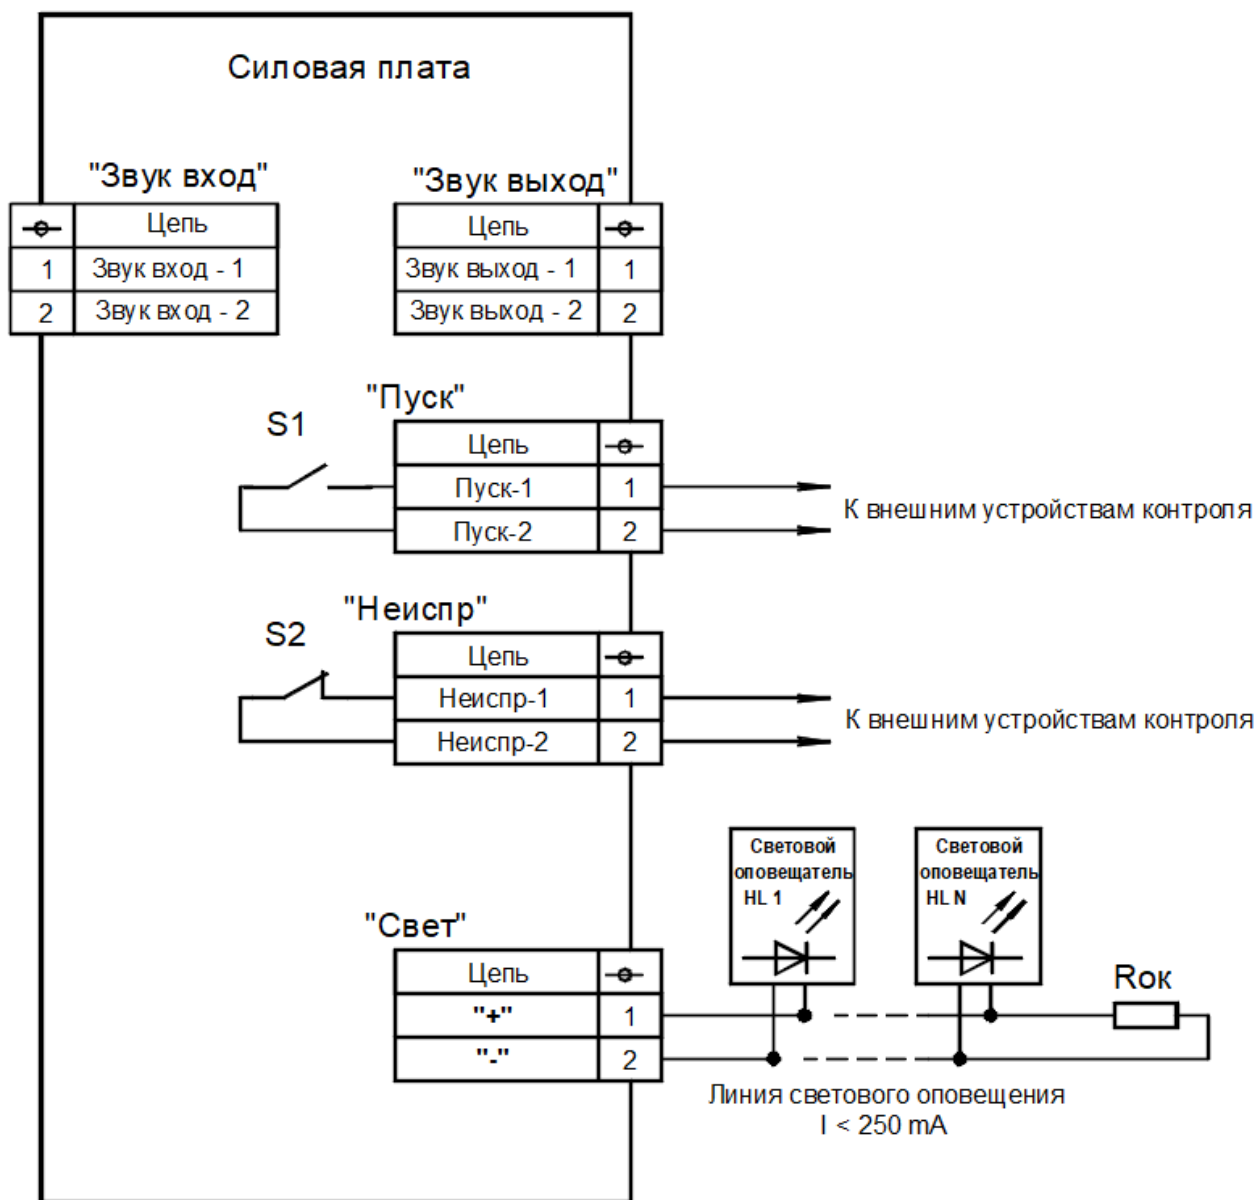 Силовая плата
"Звук вход"
Цепь
1 Звук вход - 1
2 Звук вход - 2
"Звук выход"
Цепь
Звук выход - 1 1
Звук выход - 2 2
S1
"Пуск"
Цепь
Пуск-1 1
Пуск-2 2
К внешним устройствам контроля
S2
"Неиспр"
Цепь
Неиспр-1 1
Неиспр-2 2
К внешним устройствам контроля
"Свет"
Цепь
"+" 1
"-" 2
Световой
оповещатель
HL 1
Световой
оповещатель
HL N
Rок
Линия светового оповещения
I < 250 mA